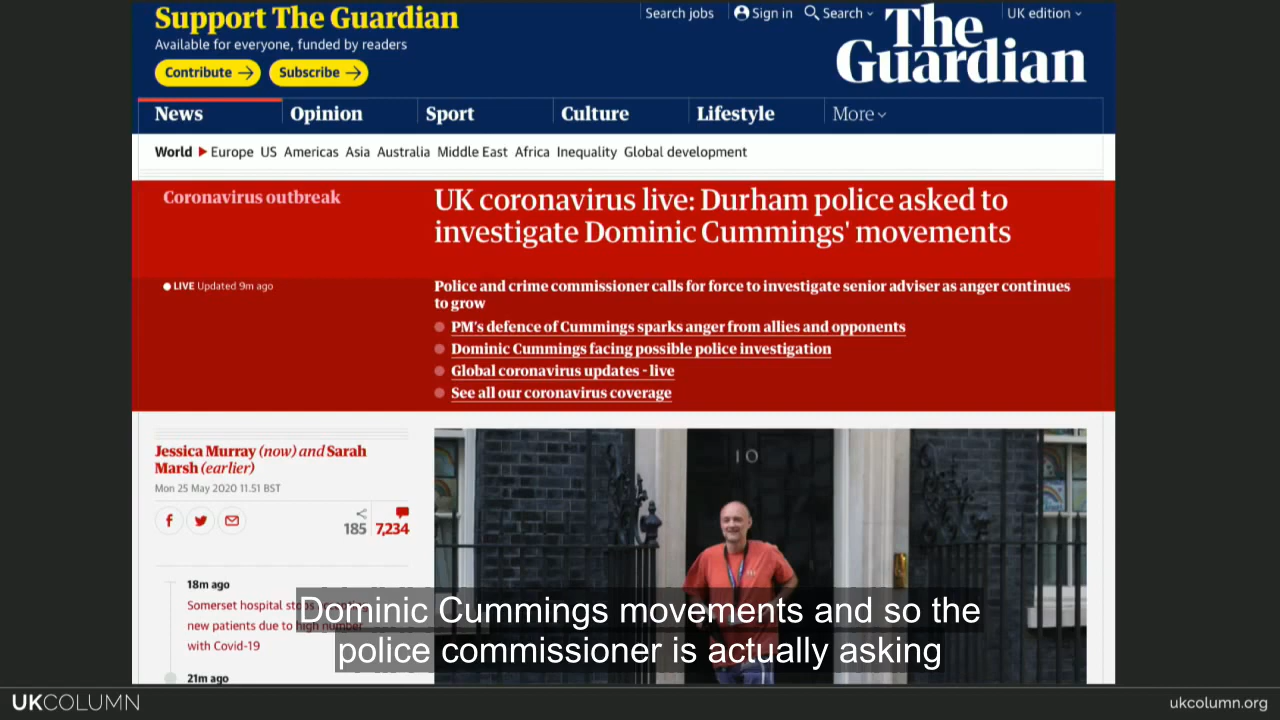 Support The Guardian
Available for everyone, funded by readers
Contribute →
Subscribe →
Search jobs
Sign in
Search
UK edition
The
Guardian
News
Opinion
Sport
Culture
Lifestyle
More
World
Europe US Americas Asia Australia Middle East Africa Inequality Global development
Coronavirus outbreak
UK coronavirus live: Durham police asked to
investigate Dominic Cummings' movements
LIVE Updated 9m ago
Police and crime commissioner calls for force to investigate senior adviser as anger continues
to grow
PM's defence of Cummings sparks anger from allies and opponents
Dominic Cummings facing possible police investigation
Global coronavirus updates - live
See all our coronavirus coverage
Jessica Murray (now) and Sarah
Marsh (earlier)
Mon 25 May 2020 11.51 BST
185
7,234
10
18m ago
Somerset hospital
new patients due to high number
with Covid-19
21m ago
Dominic Cummings movements and so the
police commissioner is actually asking
UKCOLUMN
ukcolumn.org